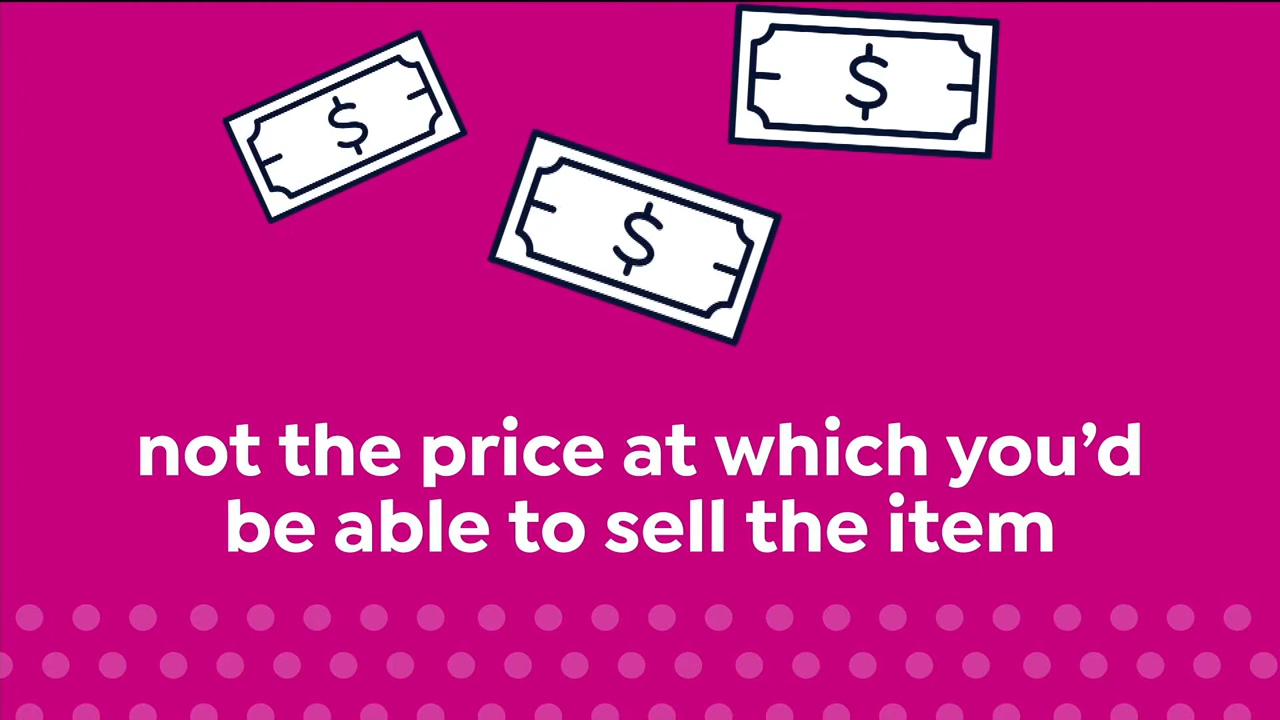 $
$
$
not the price at which you’d
be able to sell the item